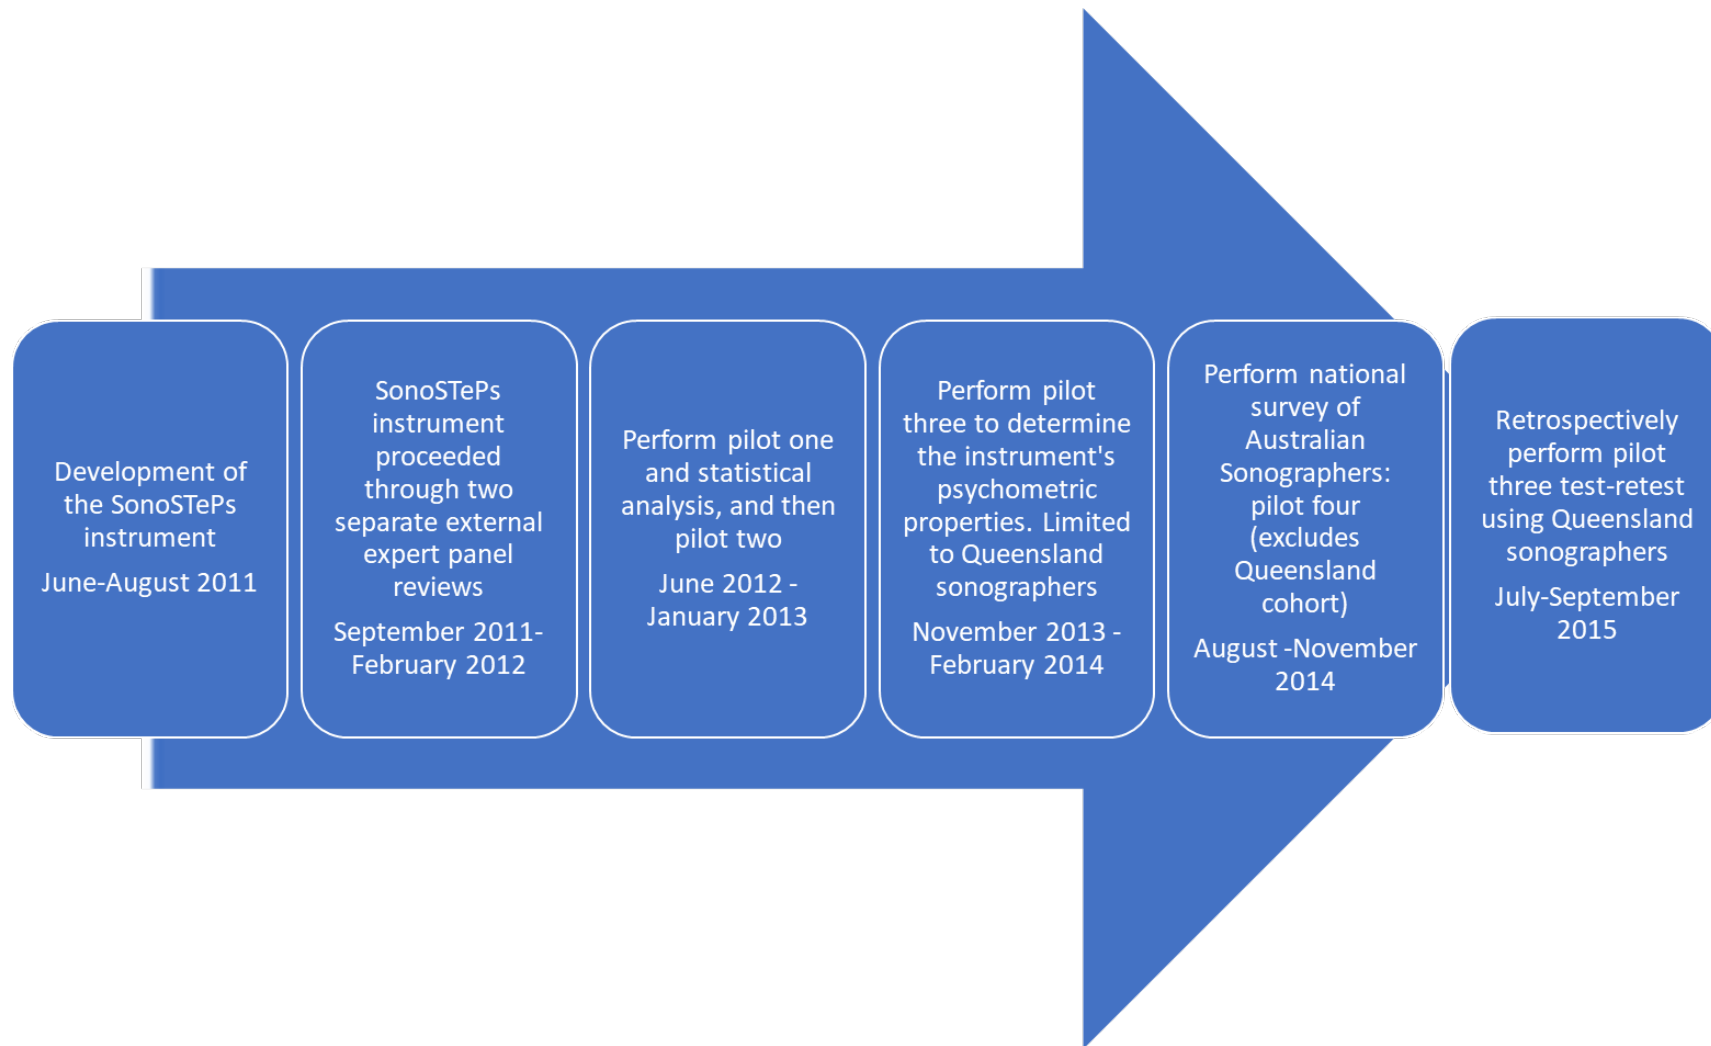 Development of
the SonoSTePs
instrument
June-August 2011
SonoSTePs
instrument
proceeded
through two
separate external
expert panel
reviews
September 2011-
February 2012
Perform pilot one
and statistical
analysis, and then
pilot two
June 2012 -
January 2013
Perform pilot
three to determine
the instrument's
psychometric
properties. Limited
to Queensland
sonographers
November 2013 -
February 2014
Perform national
survey of
Australian
Sonographers:
pilot four
(excludes
Queensland
cohort)
August -November
2014
Retrospectively
perform pilot
three test-retest
using Queensland
sonographers
July-September
2015